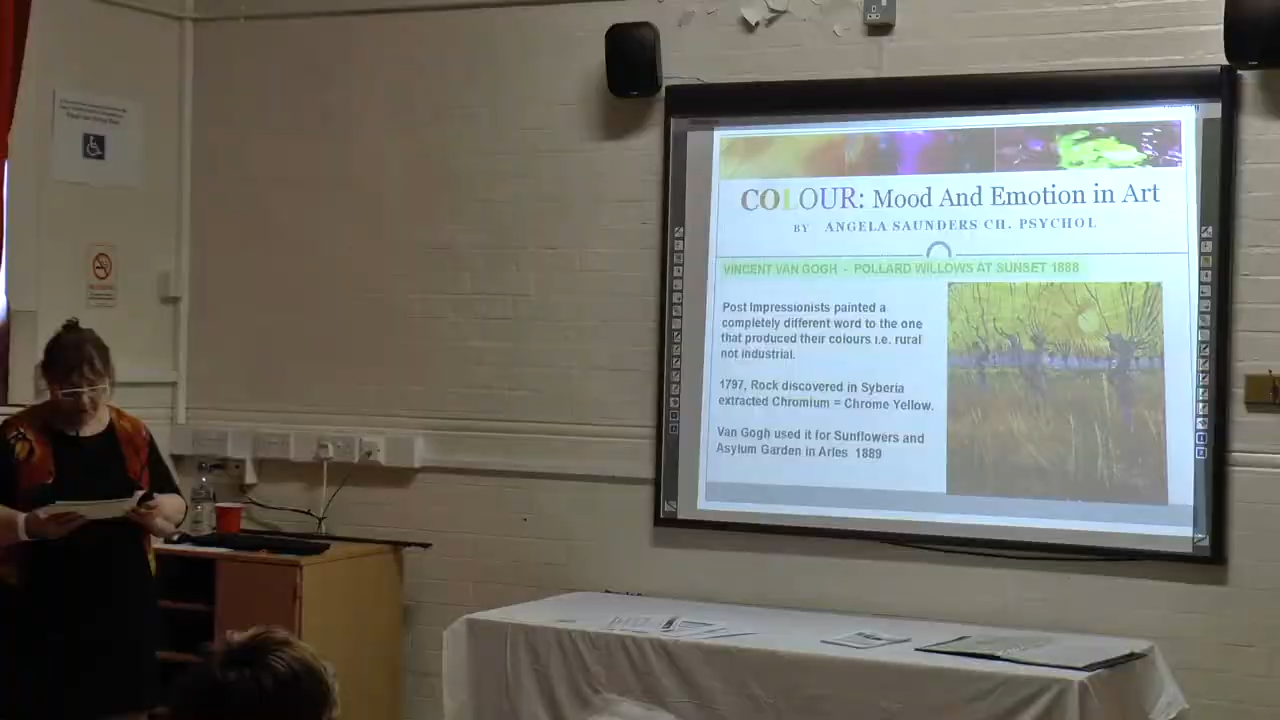 COLOUR: Mood And Emotion in Art
BY ANGELA SAUNDERS CH. PSYCHOL
VINCENT VAN GOGH - POLLARD WILLOWS AT SUNSET 1888
Post Impressionists painted a
completely different word to the one
that produced their colours i.e. rural
not industrial.
1797, Rock discovered in Syberia
extracted Chromium = Chrome Yellow.
Van Gogh used it for Sunflowers and
Asylum Garden in Arles 1889